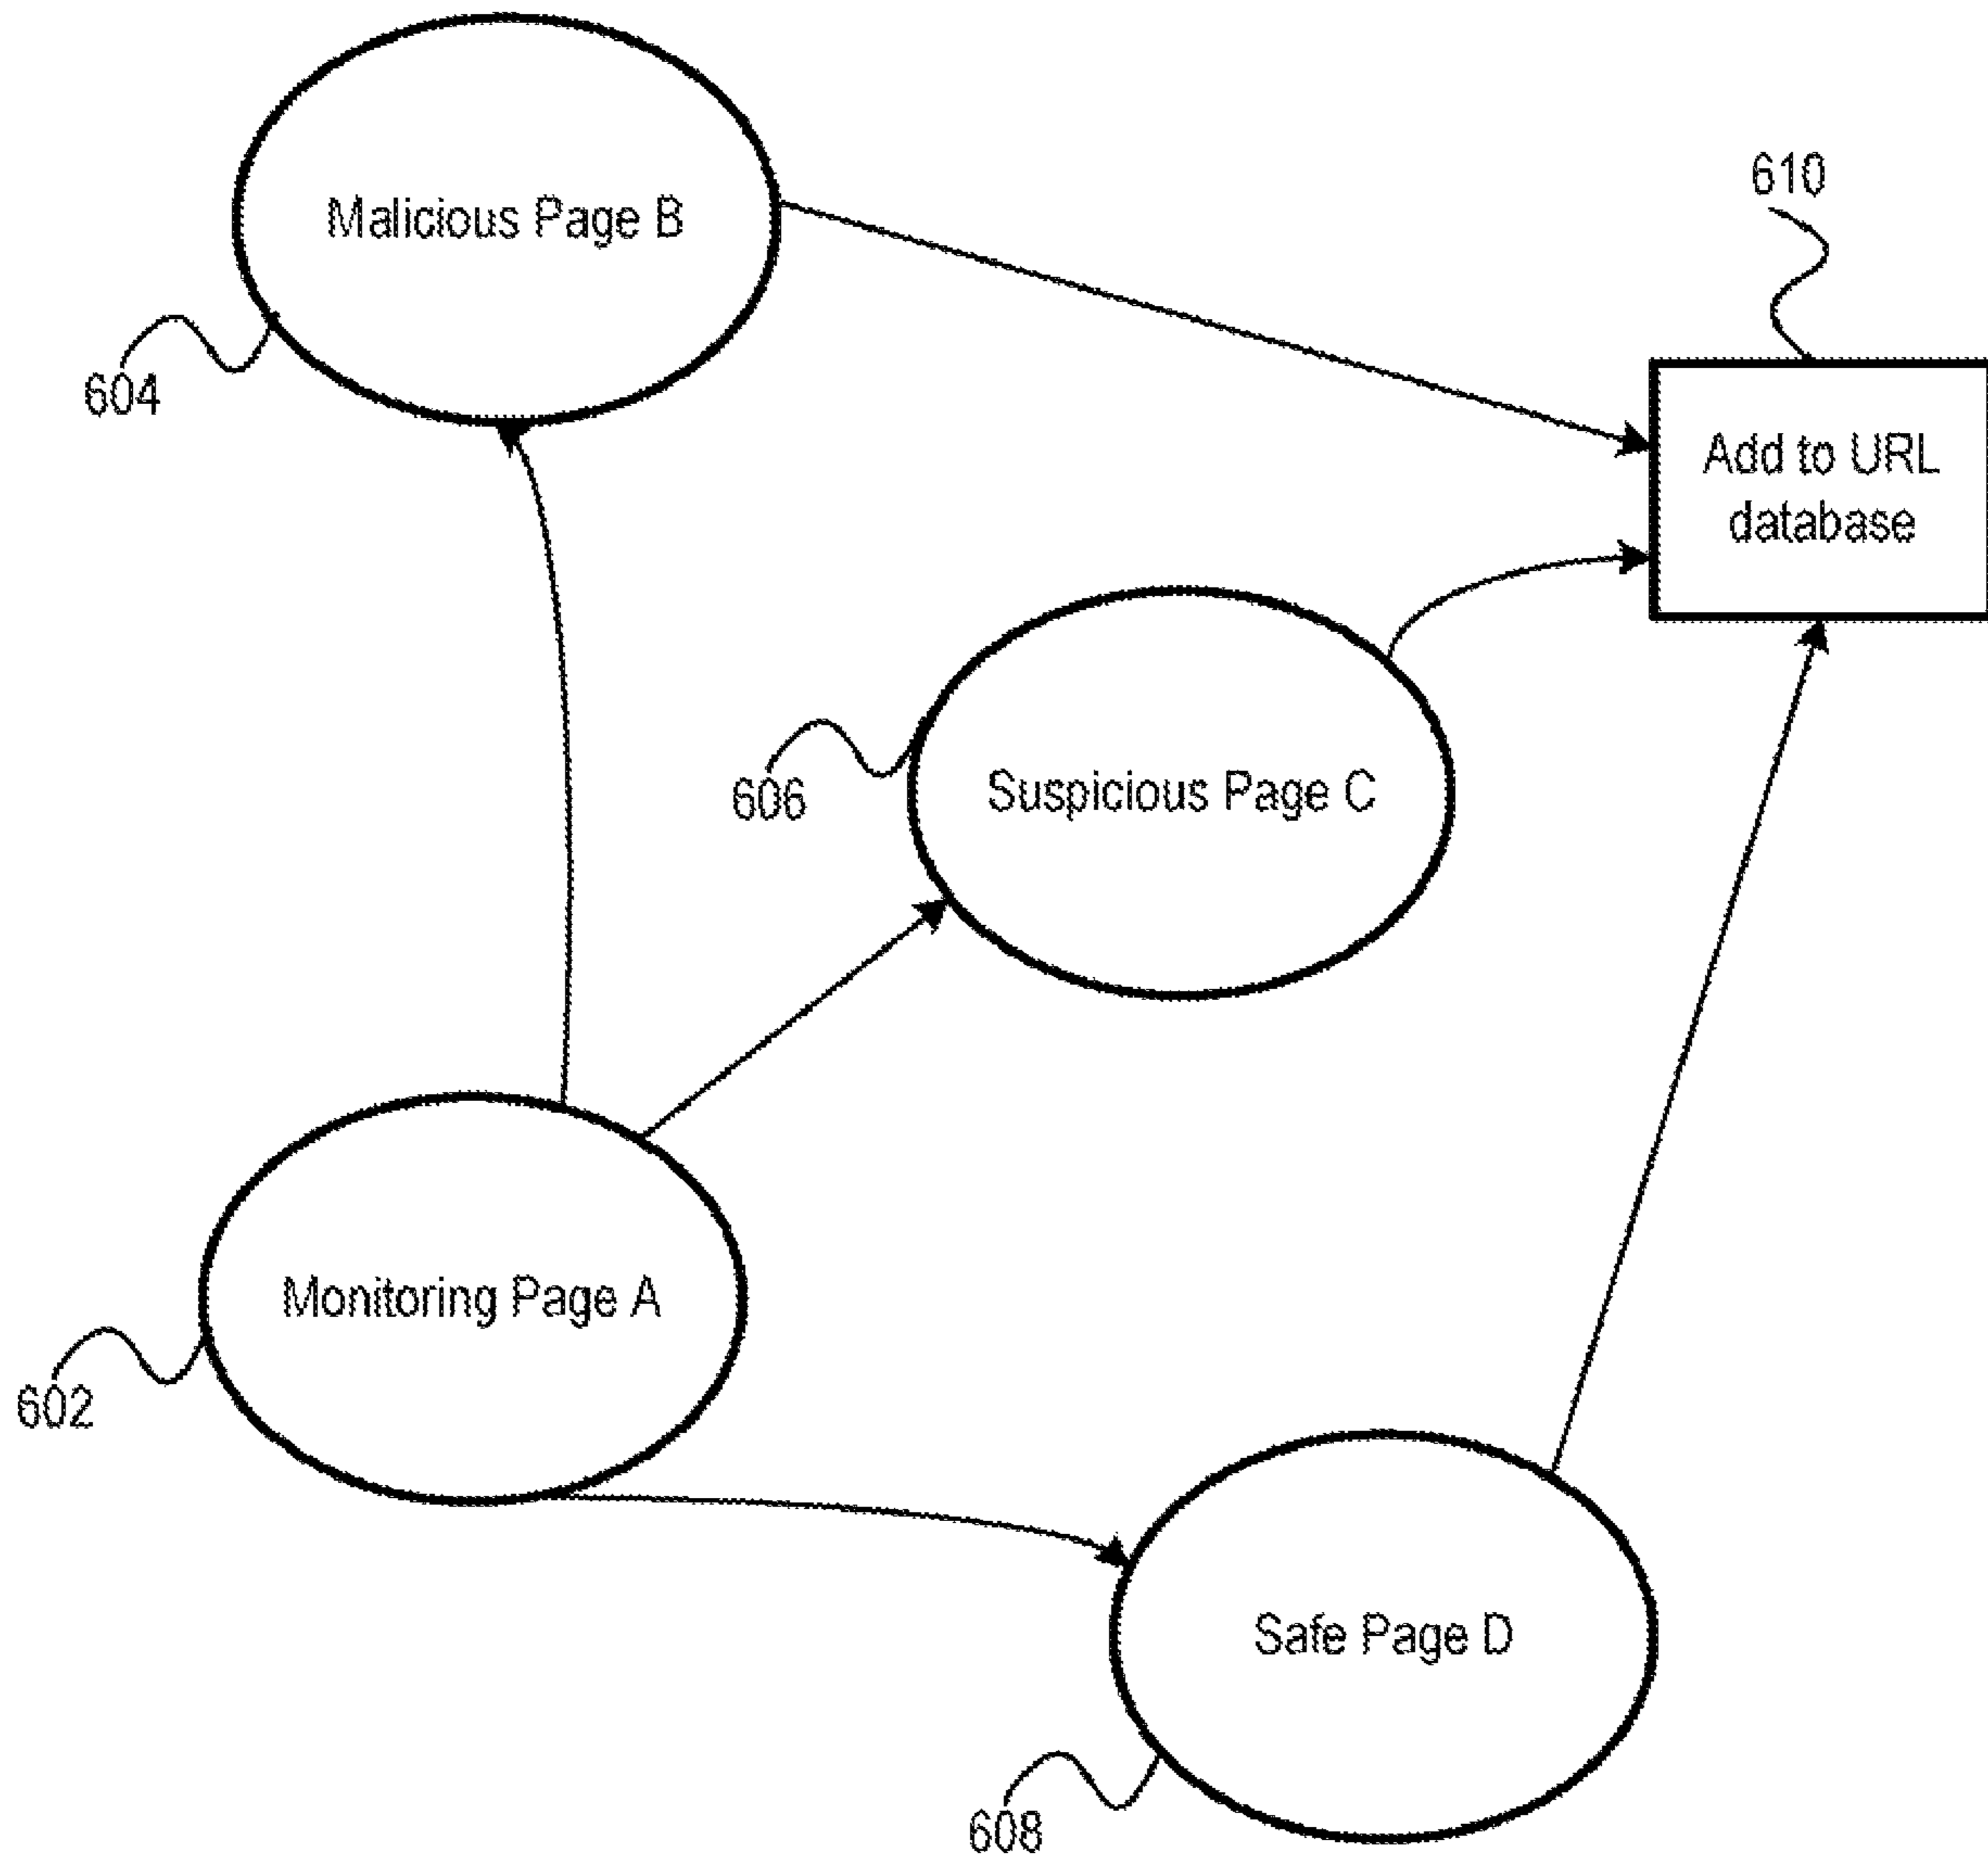 Malicious Page B
610
604
Add to URL
database
606
Suspicious Page C
Monitoring Page A
602
Safe Page D
608